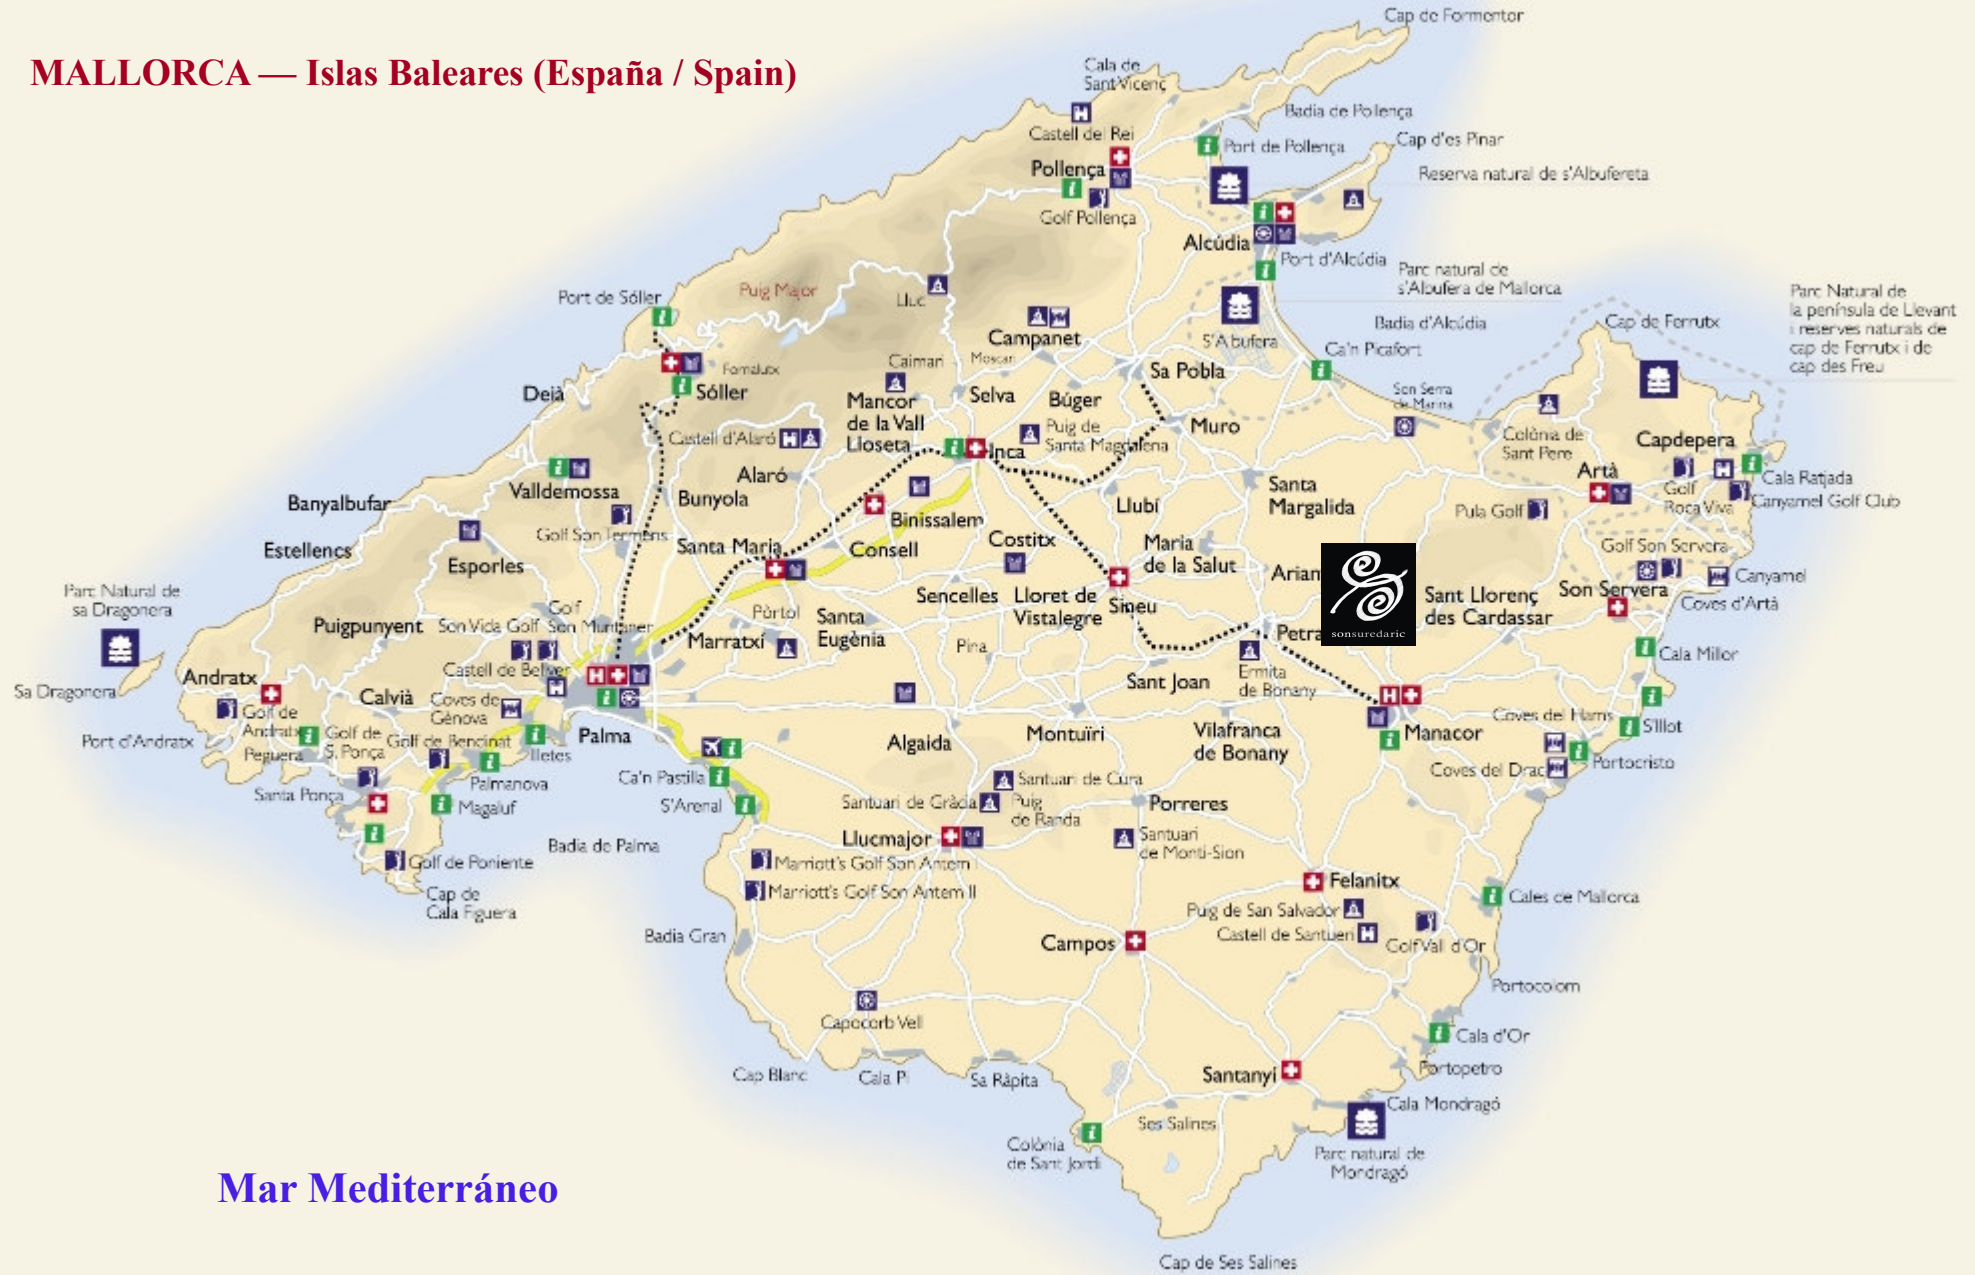 MALLORCA — Islas Baleares (España / Spain)
Cap de Formentor
Cala de
Sant Vicenç
Badia de Pollença
Castell del Rei
Port de Pollença
Cap d'es Pinar
Pollença
Reserva natural de s'Albufereta
Golf Pollença
Alcúdia
Port d'Alcúdia
Parc natural de
s'Albufera de Mallorca
Parc Natural de
la península de Llevant
i reserves naturals de
cap de Ferrutx i de
cap des Freu
Port de Sóller
Puig Major
Lluc
Campanet
Moscari
Badia d'Alcúdia
Cap de Ferrutx
S'Albufera
Ca'n Picafort
Fornalutx
Caimari
Sa Pobla
Deià
Sóller
Mancor
de la Vall
Lloseta
Selva
Búger
Son Serra
de Marina
Castell d'Alaró
Puig de
Santa Magdalena
Muro
Colònia de
Sant Pere
Capdepera
Inca
Alaró
Artà
Cala Ratjada
Valldemossa
Bunyola
Santa
Margalida
Golf
Roca Viva
Canyamel Golf Club
Banyalbufar
Binissalem
Llubí
Pula Golf
Golf Son Termens
Estellencs
Santa Maria
Consell
Costitx
Maria
de la Salut
Golf Son Servera
Esporles
Arian
Canyamel
Parc Natural de
sa Dragonera
Sencelles
Lloret de
Vistalegre
Sineu
sonsuredaric
Sant Llorenç
des Cardassar
Son Servera
Coves d'Artà
Puigpunyent
Son Vida Golf
Golf
Son Muntaner
Pòrtol
Marratxí
Santa
Eugènia
Pina
Petra
Cala Millor
Sa Dragonera
Andratx
Castell de Bellver
Sant Joan
Ermita
de Bonany
Calvià
Coves de
Gènova
Golf de
Andratx
Port d'Andratx
Peguera
Golf de
S. Ponça
Golf de Bendinat
Illetes
Palma
Algaida
Montuïri
Vilafranca
de Bonany
Manacor
Coves del Hams
S'Illot
Portocristo
Coves del Drac
Santa Ponça
Palmanova
Magaluf
Ca'n Pastilla
S'Arenal
Santuari de Cura
Santuari de Gràcia
Puig
de Randa
Porreres
Badia de Palma
Llucmajor
Santuari
de Monti-Sion
Golf de Poniente
Marriott's Golf Son Antem I
Marriott's Golf Son Antem II
Felanitx
Cap de
Cala Figuera
Puig de San Salvador
Castell de Santueri
Golf Val d'Or
Cales de Mallorca
Badia Gran
Campos
Portocolom
Capocorb Vell
Cala d'Or
Cap Blanc
Cala Pi
Sa Ràpita
Santanyí
Portopetro
Cala Mondragó
Ses Salines
Colònia
de Sant Jordi
Parc natural de
Mondragó
Mar Mediterráneo
Cap de Ses Salines